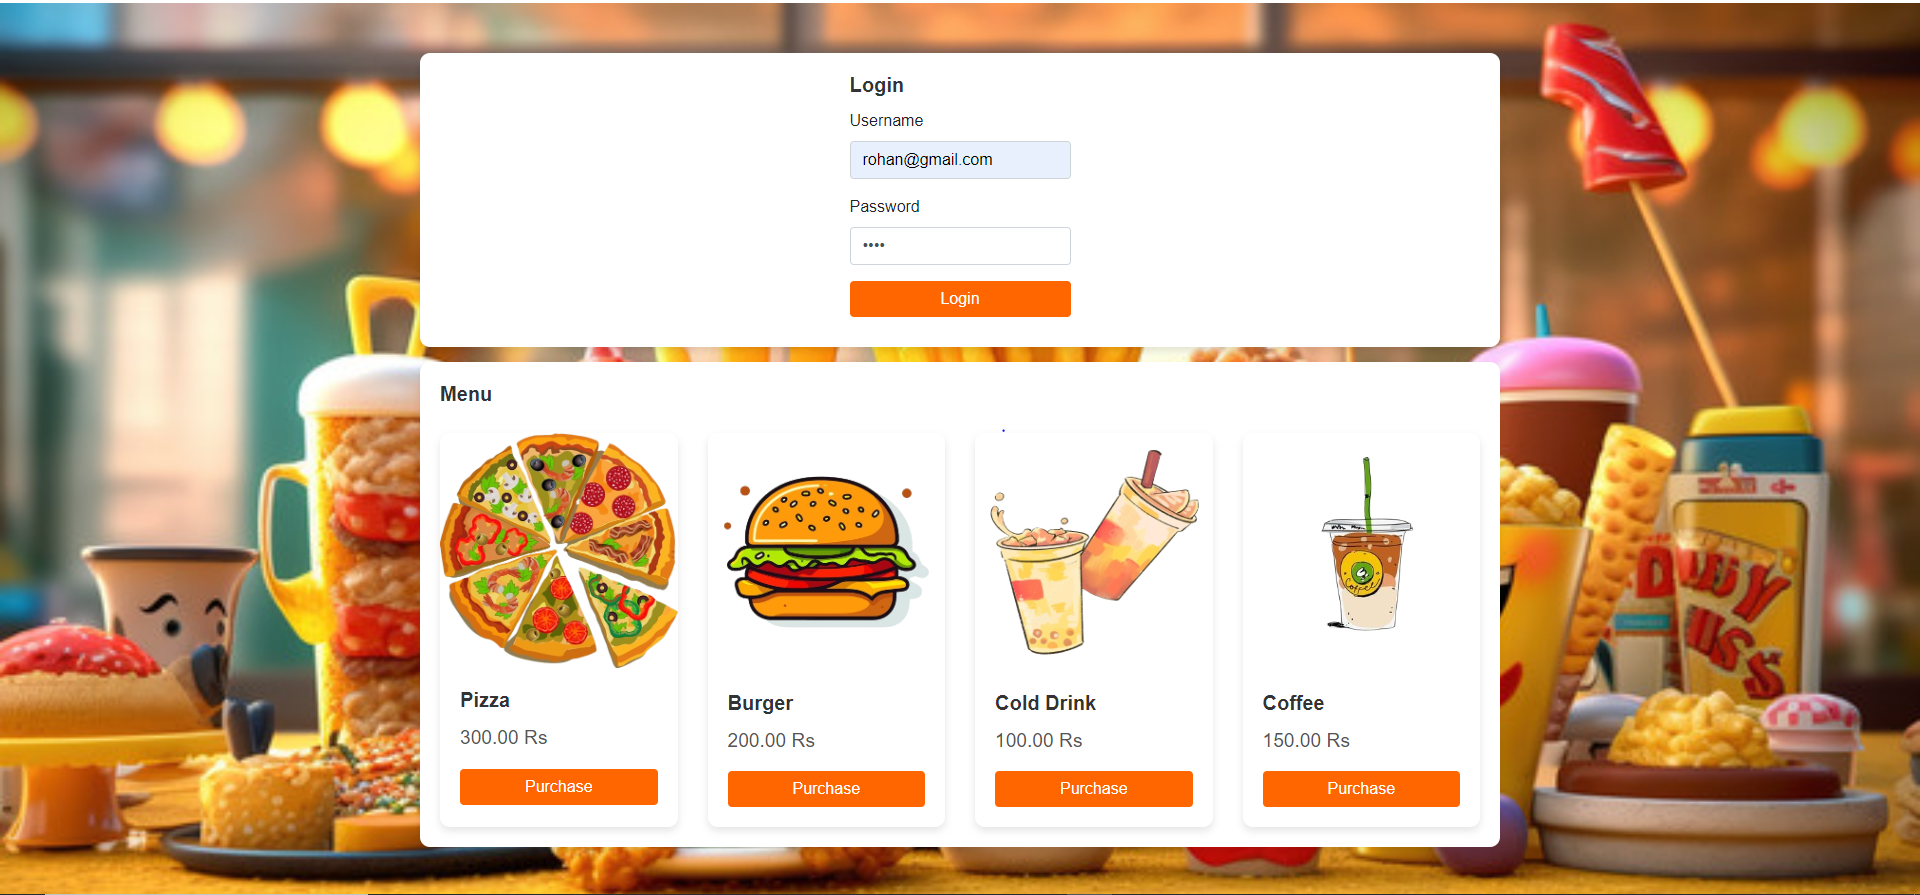 Login
Username
rohan@gmail.com
Password
••••
Login
Menu
Pizza
300.00 Rs
Purchase
Burger
200.00 Rs
Purchase
Cold Drink
100.00 Rs
Purchase
Coffee
150.00 Rs
Purchase